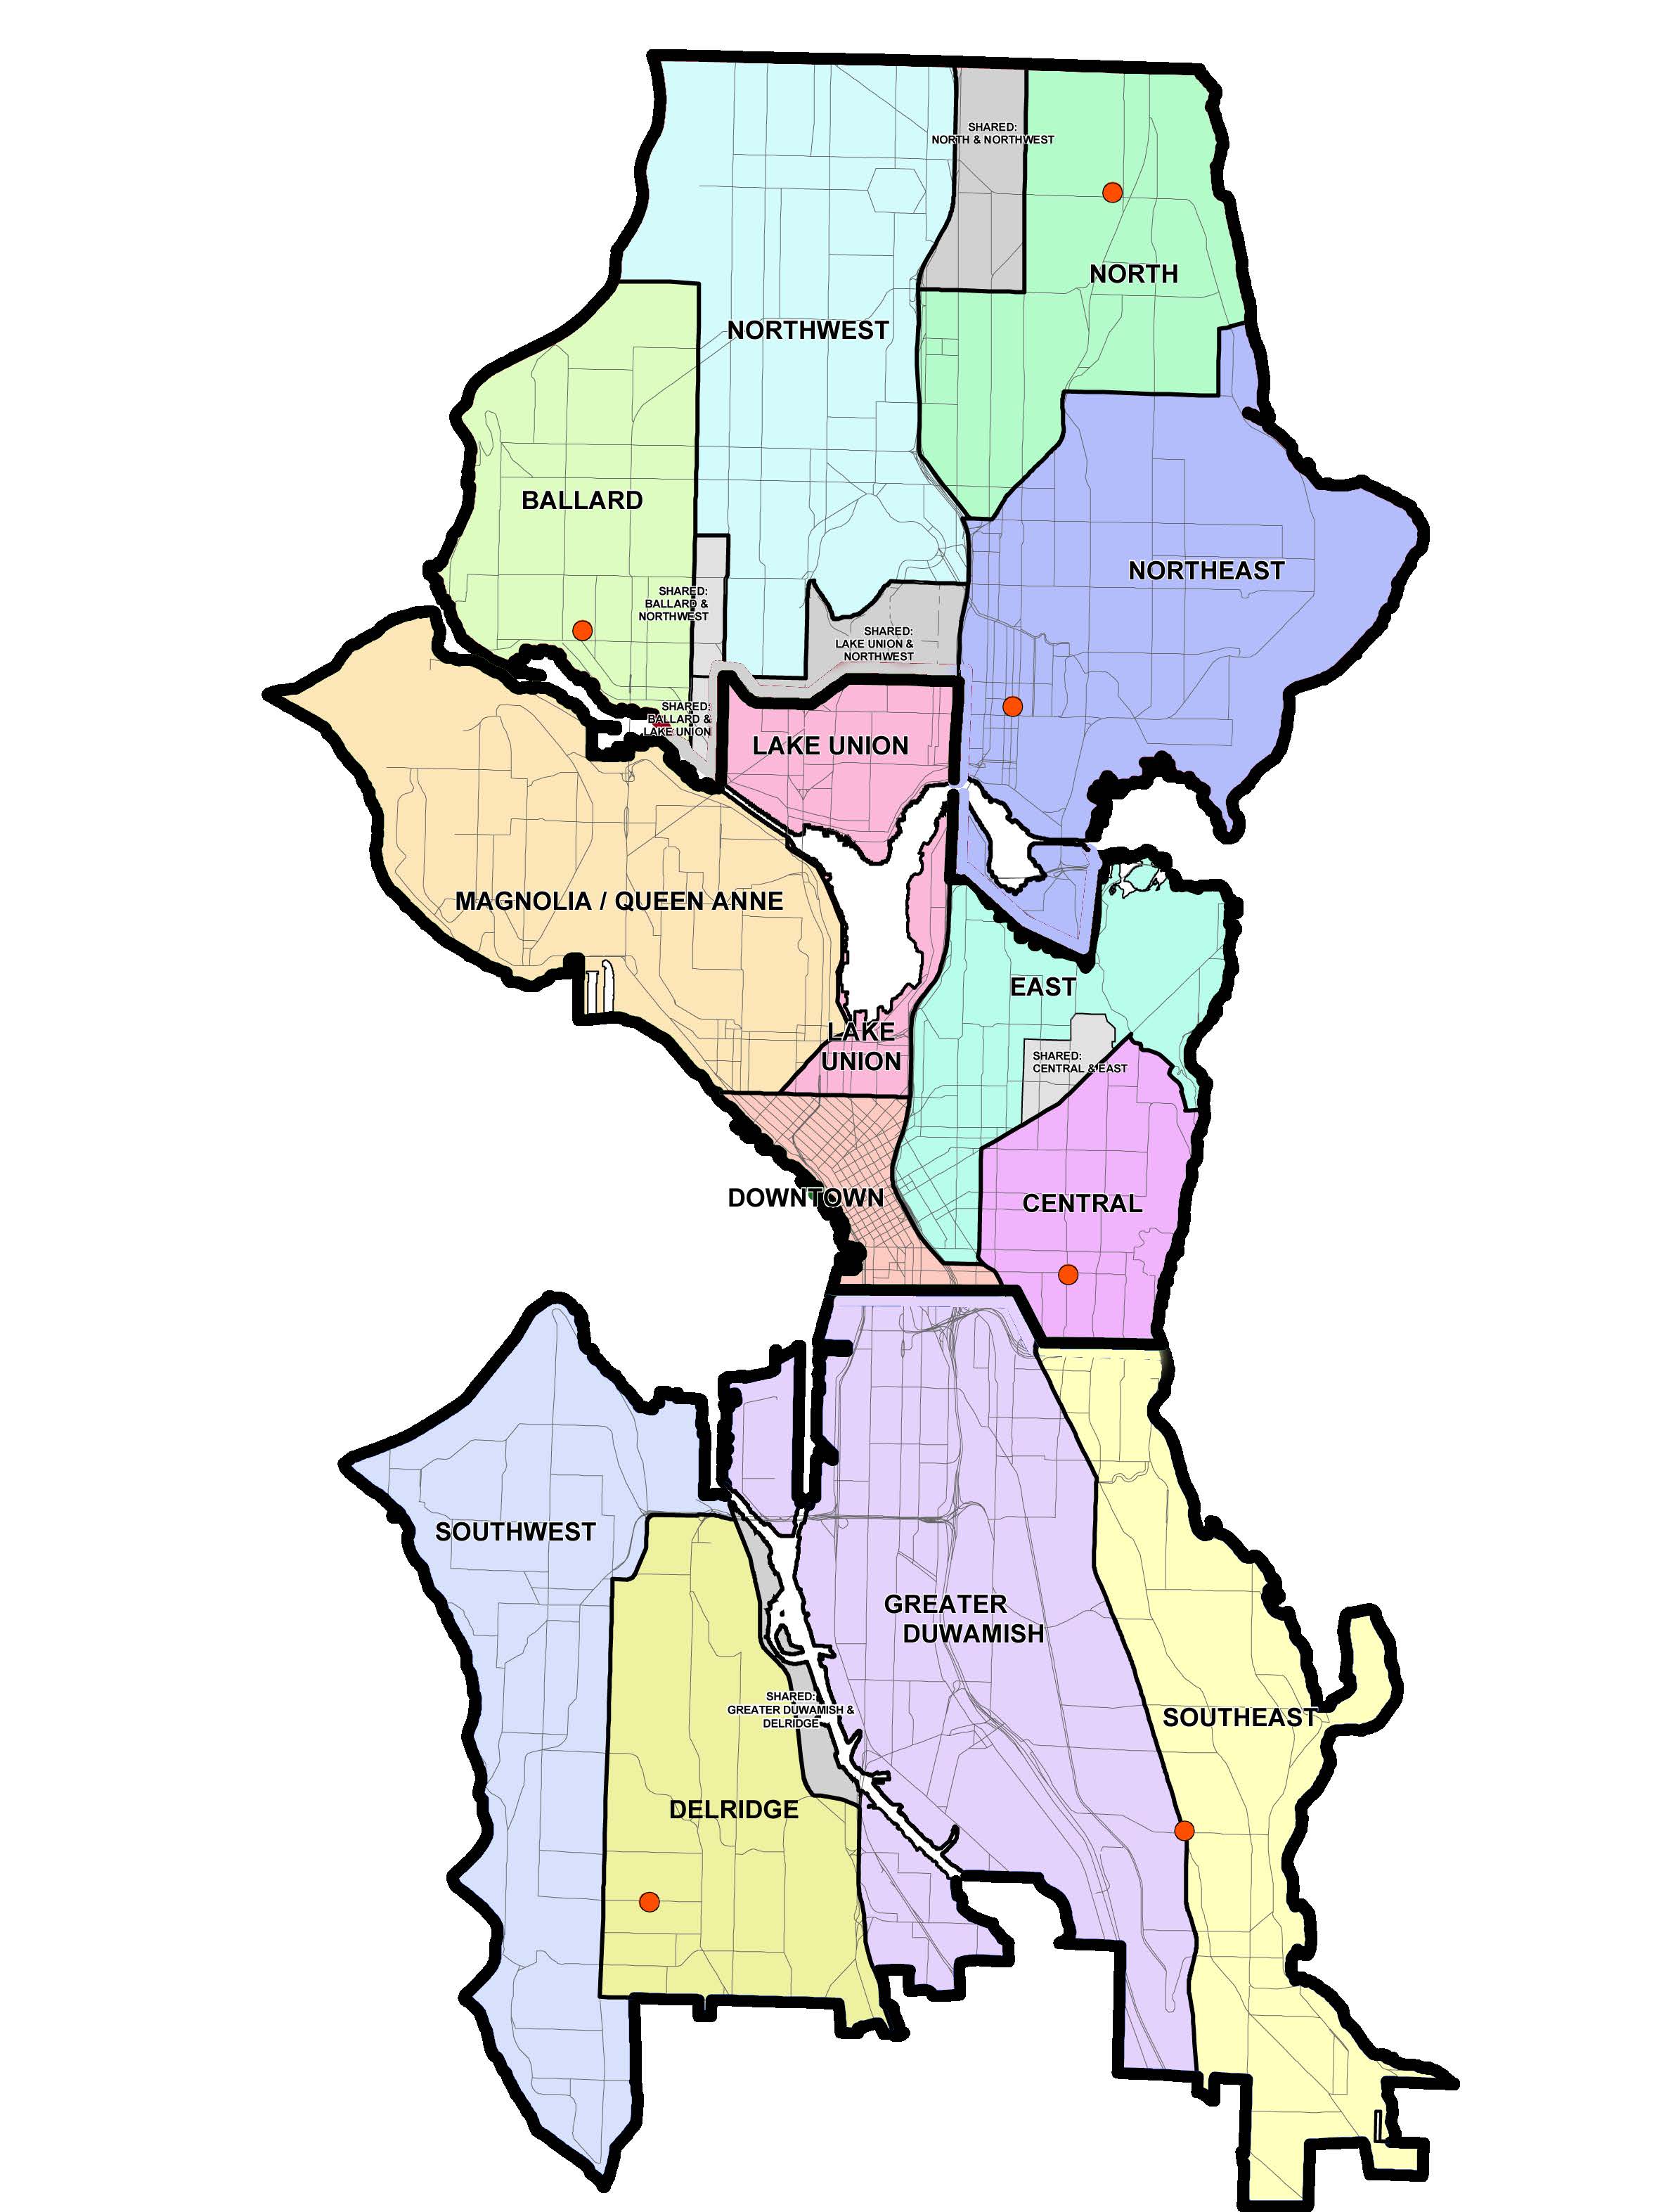 SHARED:
NORTH & NORTHWEST
NORTH
NORTHWEST
BALLARD
NORTHEAST
SHARED:
BALLARD &
NORTHWEST
SHARED:
LAKE UNION &
NORTHWEST
SHARED:
BALLARD &
LAKE UNION
LAKE UNION
MAGNOLIA / QUEEN ANNE
EAST
LAKE
UNION
SHARED:
CENTRAL & EAST
DOWNTOWN
CENTRAL
SOUTHWEST
GREATER
DUWAMISH
SHARED:
GREATER DUWAMISH &
DELRIDGE
SOUTHEAST
DELRIDGE